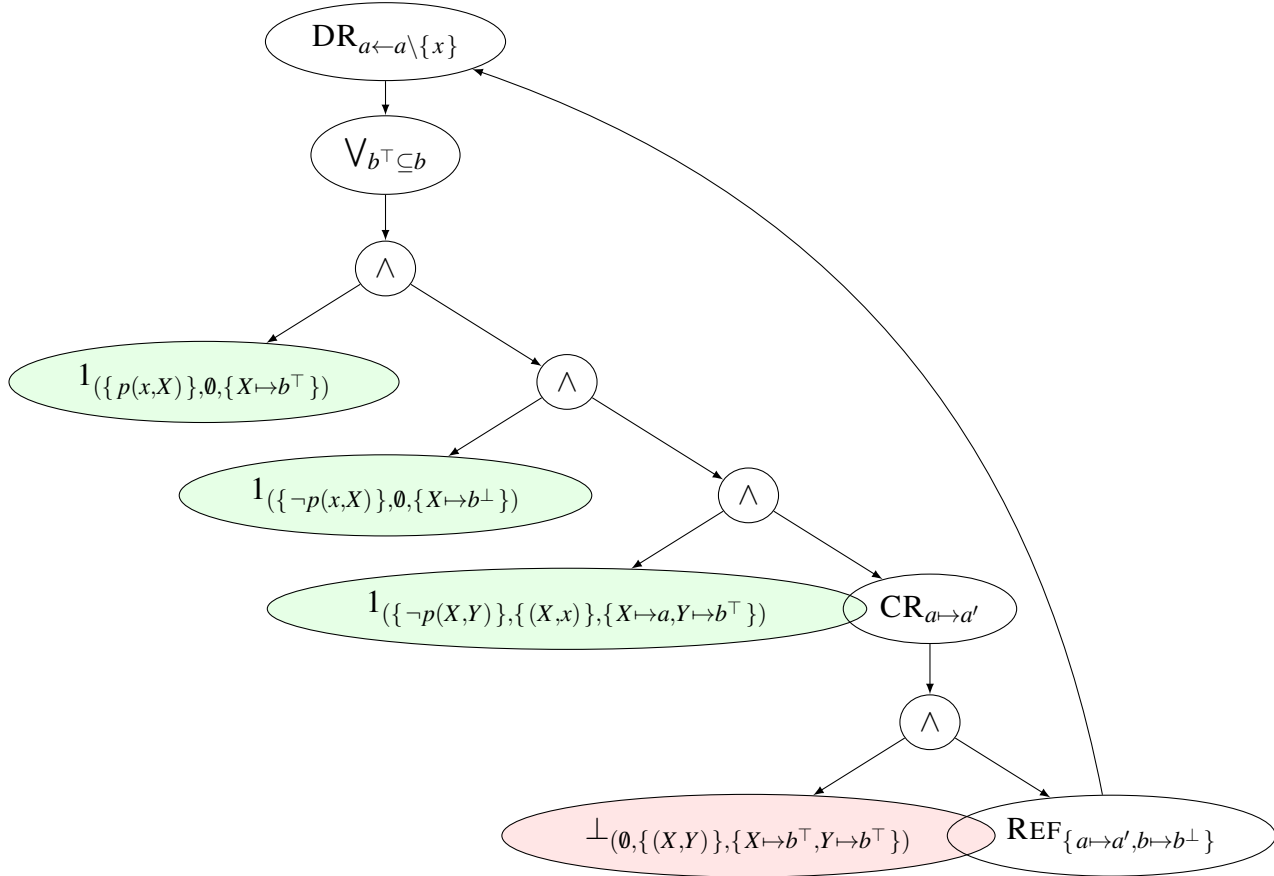 DR_{a←a∖{x}}
⋁_{b^⊤⊆b}
∧
1_{({p(x,X)},∅,{X↦b^⊤})}
∧
1_{({¬p(x,X)},∅,{X↦b^⊥})}
∧
1_{({¬p(X,Y)},{(X,x)},{X↦a,Y↦b^⊤})}
CR_{a↦a′}
∧
⊥_{(∅,{(X,Y)},{X↦b^⊤,Y↦b^⊤})}
REF_{{a↦a′,b↦b^⊥}}